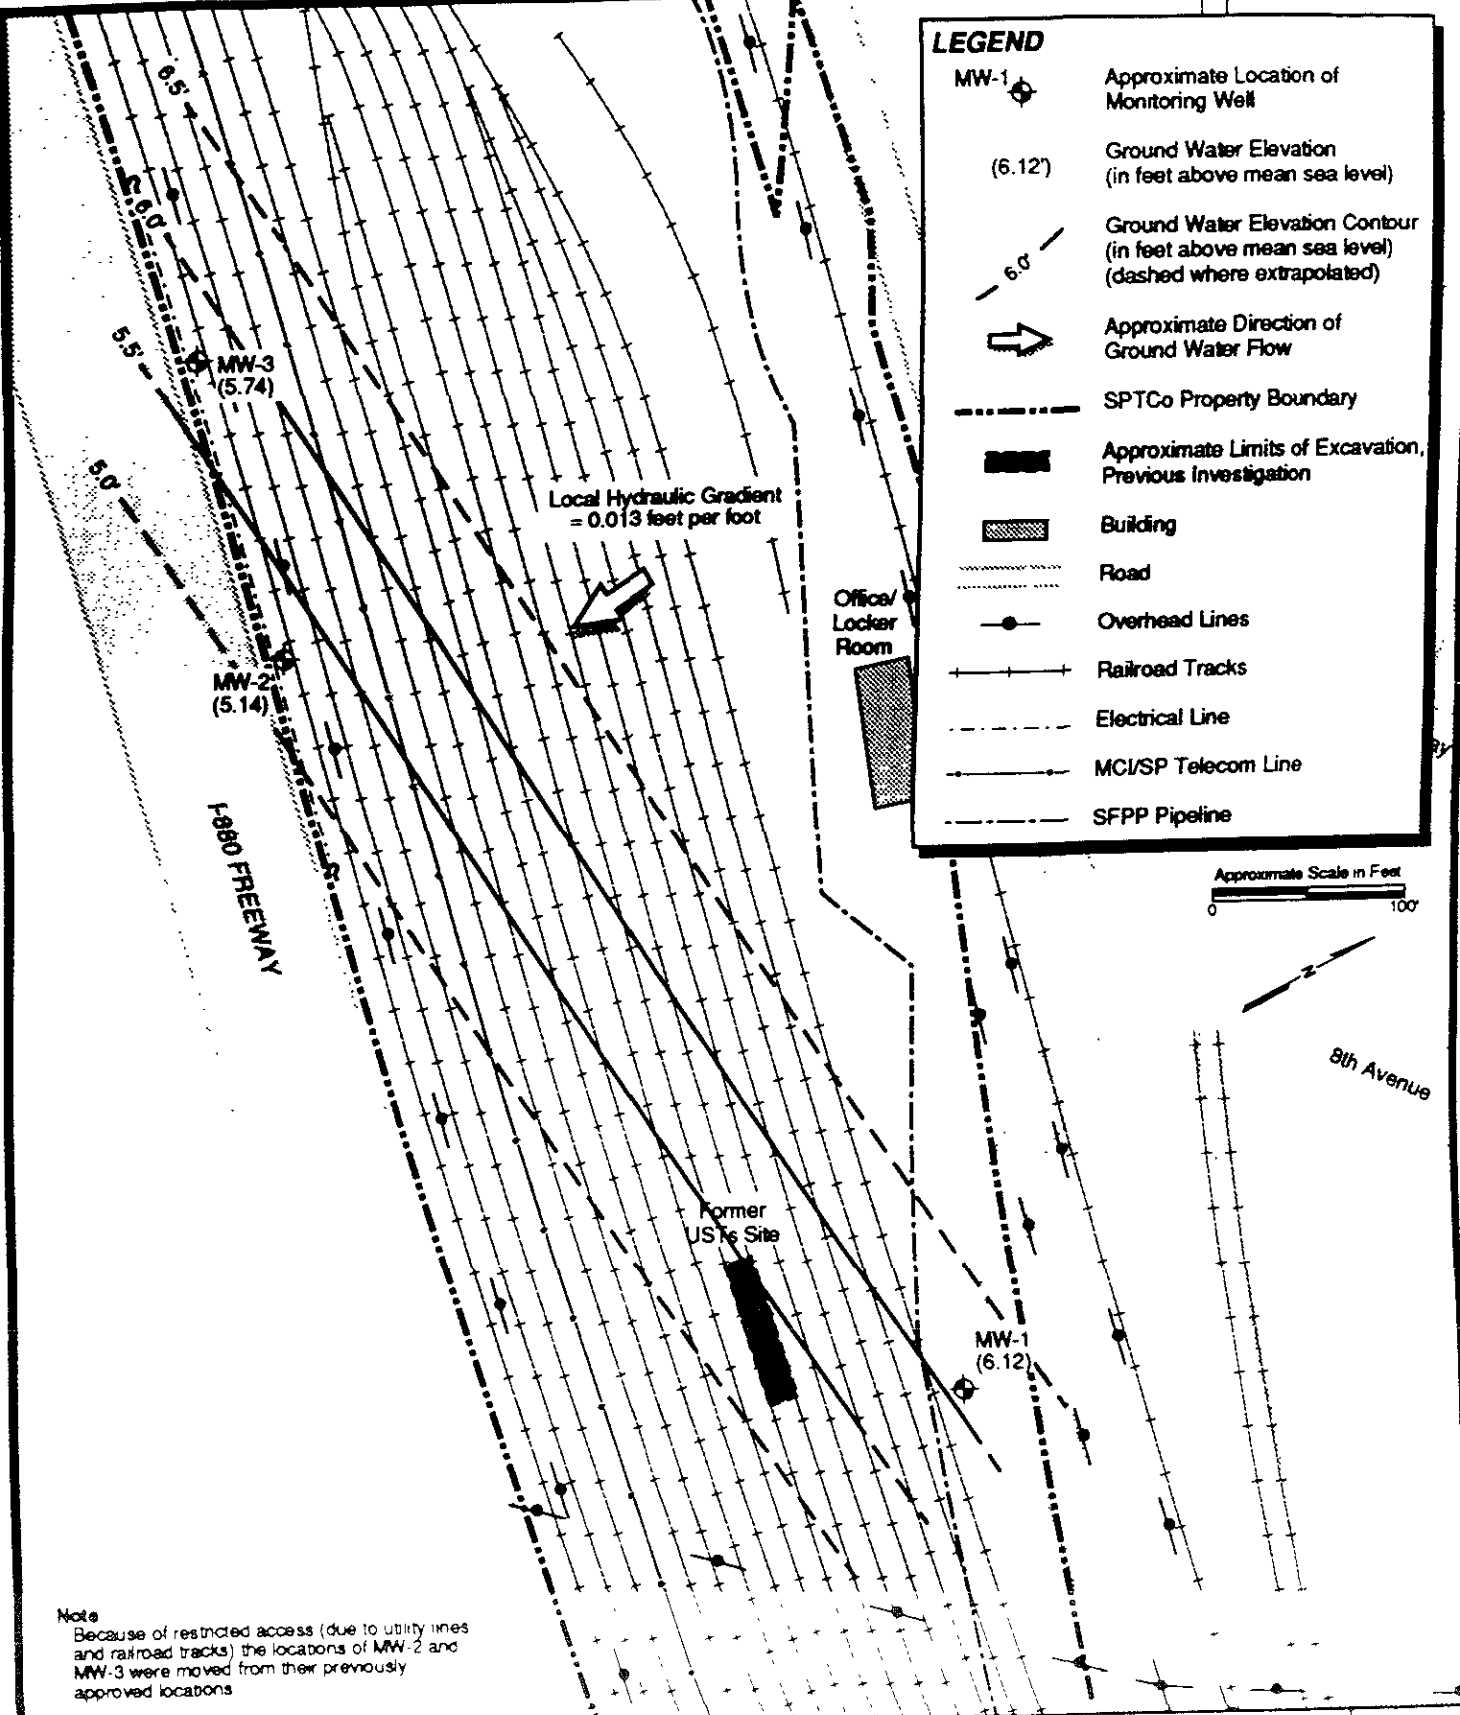 LEGEND
MW-1
Approximate Location of
Monitoring Well
(6.12')
Ground Water Elevation
(in feet above mean sea level)
6.0'
Ground Water Elevation Contour
(in feet above mean sea level)
(dashed where extrapolated)
Approximate Direction of
Ground Water Flow
SPTCo Property Boundary
Approximate Limits of Excavation,
Previous Investigation
Building
Road
Overhead Lines
Railroad Tracks
Electrical Line
MCI/SP Telecom Line
SFPP Pipeline
Approximate Scale in Feet
0 100'
N
8th Avenue
6.5'
6.0'
5.5'
5.0'
MW-3
(5.74)
Local Hydraulic Gradient
= 0.013 feet per foot
Office/
Locker
Room
MW-2
(5.14)
I-880 FREEWAY
Former
USTs Site
MW-1
(6.12)
Note
Because of restricted access (due to utility lines
and railroad tracks) the locations of MW-2 and
MW-3 were moved from their previously
approved locations